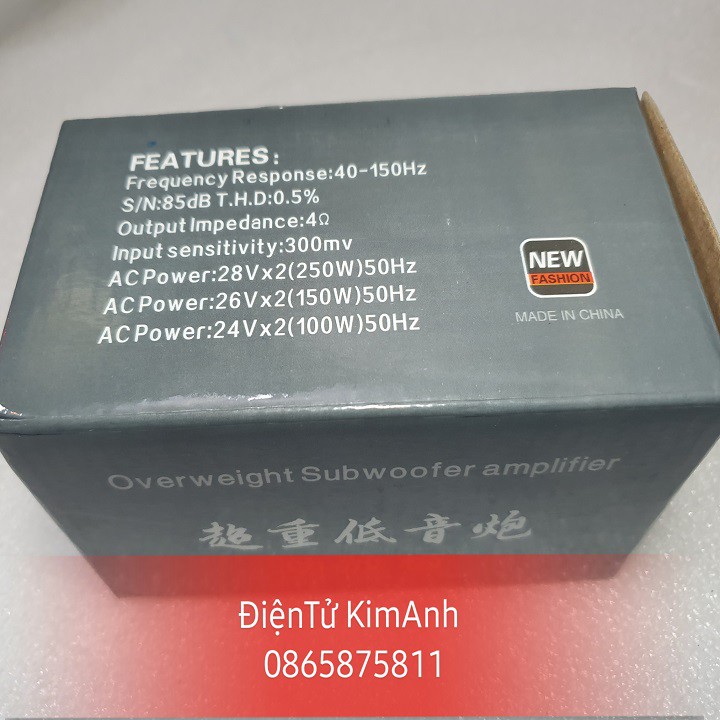 FEATURES:
Frequency Response:40-150Hz
S/N:85dB T.H.D:0.5%
Output Impedance:4Ω
Input sensitivity:300mv
AC Power:28Vx2(250W)50Hz
AC Power:26Vx2(150W)50Hz
AC Power:24Vx2(100W)50Hz
NEW
FASHION
MADE IN CHINA
Overweight Subwoofer amplifier
超重低音炮
ĐiệnTử KimAnh
0865875811